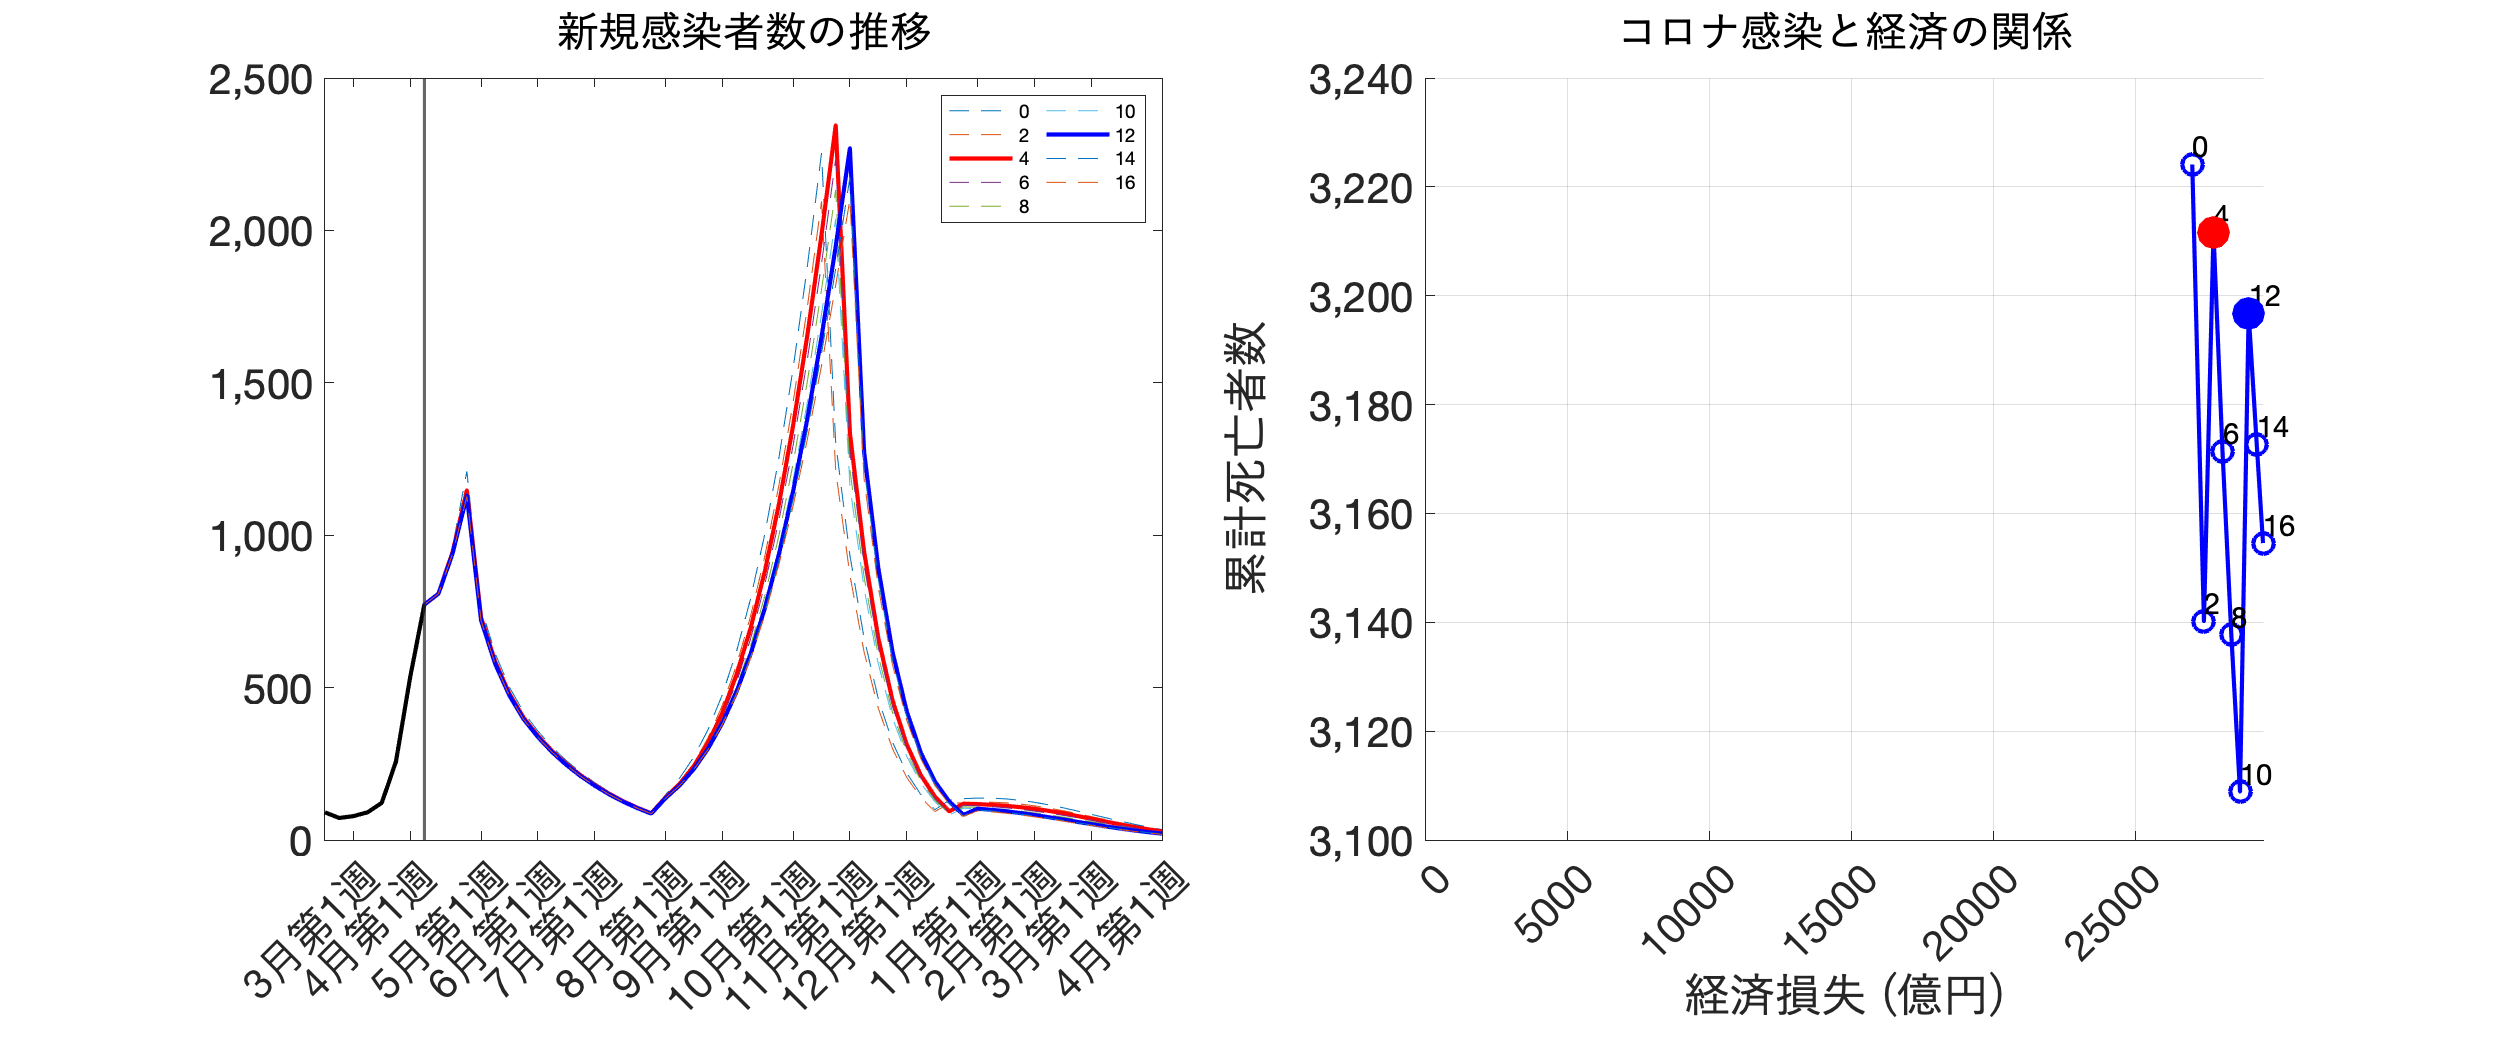 新規感染者数の推移
2,500
2,000
1,500
1,000
500
0
0
2
4
6
8
10
12
14
16
3月第1週
4月第1週
5月第1週
6月第1週
7月第1週
8月第1週
9月第1週
10月第1週
11月第1週
12月第1週
1月第1週
2月第1週
3月第1週
4月第1週
コロナ感染と経済の関係
累計死亡者数
3,240
3,220
3,200
3,180
3,160
3,140
3,120
3,100
0
4
12
6
14
16
2
8
10
0
5000
10000
15000
20000
25000
経済損失 (億円)